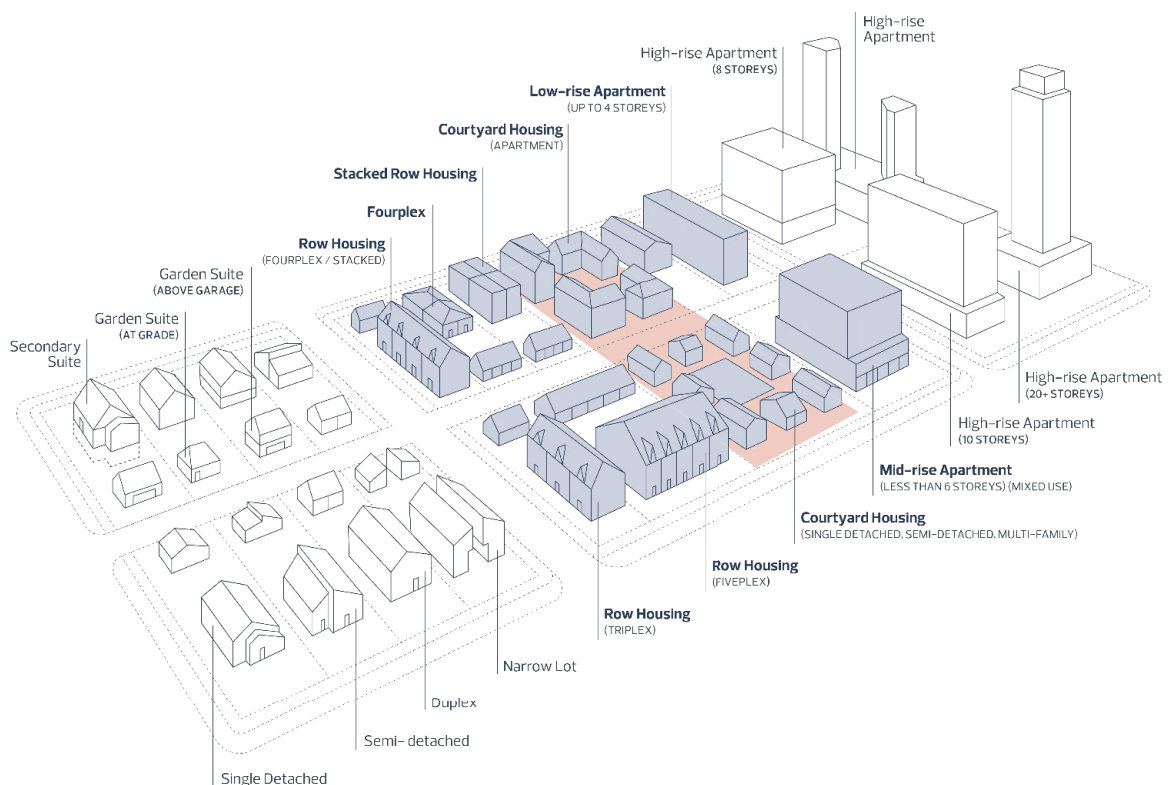 High-rise
Apartment
High-rise Apartment
(8 STOREYS)
Low-rise Apartment
(UP TO 4 STOREYS)
Courtyard Housing
(APARTMENT)
Stacked Row Housing
Fourplex
Row Housing
(FOURPLEX / STACKED)
Garden Suite
(ABOVE GARAGE)
Garden Suite
(AT GRADE)
Secondary
Suite
High-rise Apartment
(20+ STOREYS)
High-rise Apartment
(10 STOREYS)
Mid-rise Apartment
(LESS THAN 6 STOREYS) (MIXED USE)
Courtyard Housing
(SINGLE DETACHED, SEMI-DETACHED, MULTI-FAMILY)
Row Housing
(FIVEPLEX)
Row Housing
(TRIPLEX)
Narrow Lot
Duplex
Semi- detached
Single Detached